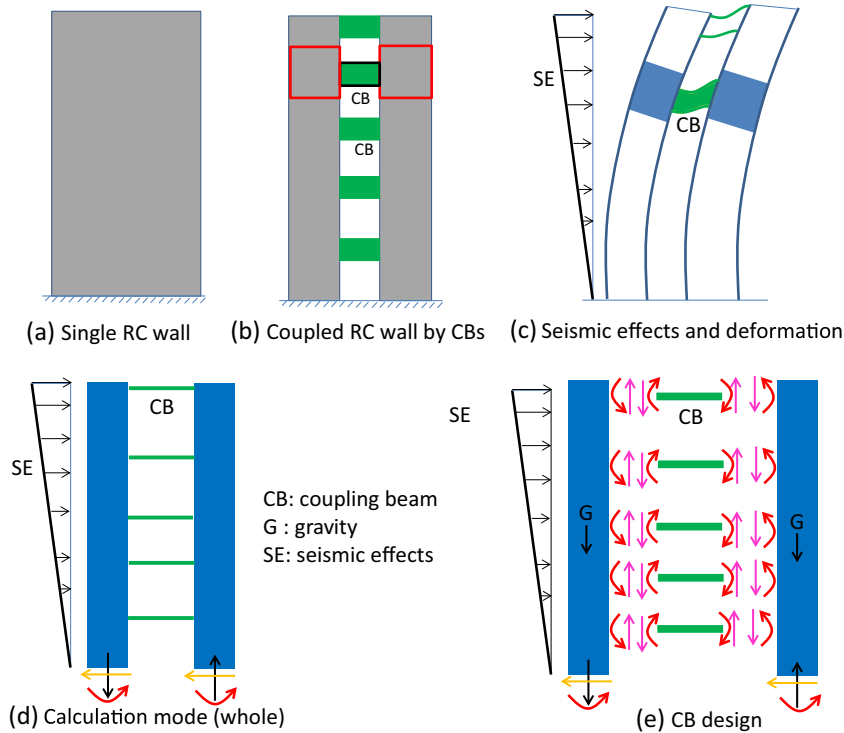 CB
CB
SE
CB
(a) Single RC wall
(b) Coupled RC wall by CBs
(c) Seismic effects and deformation
CB
SE
CB: coupling beam
G : gravity
SE: seismic effects
(d) Calculation mode (whole)
SE
CB
G
G
(e) CB design